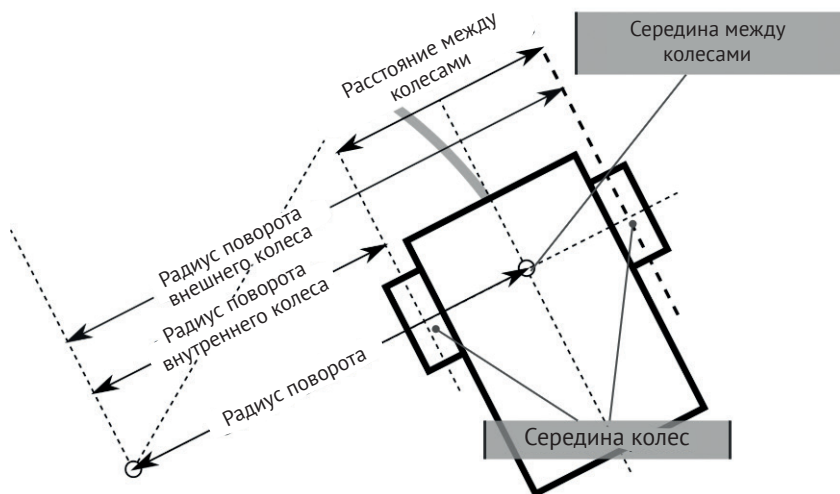 Расстояние между
колесами
Середина между
колесами
Радиус поворота
внешнего колеса
Радиус поворота
внутреннего колеса
Радиус поворота
Середина колес